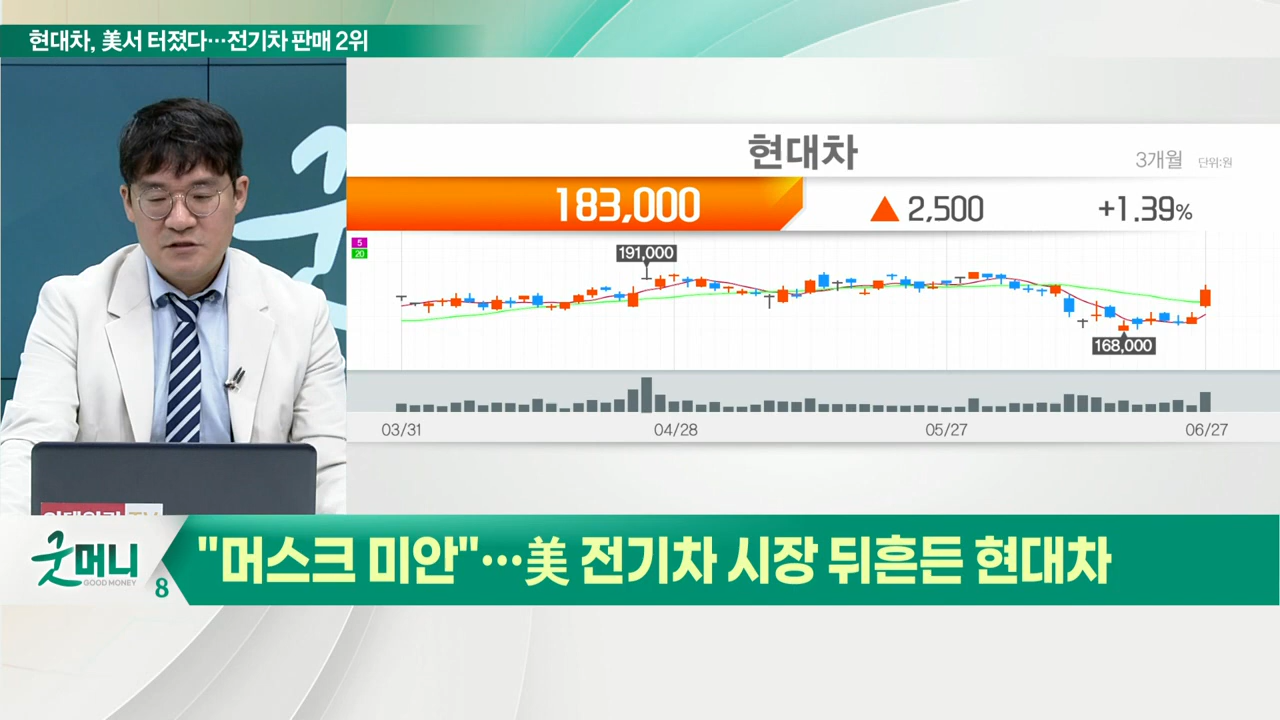 현대차, 美서 터졌다…전기차 판매 2위
현대차
3개월 단위:원
183,000 ▲ 2,500 +1.39%
5
20
191,000
168,000
03/31 04/28 05/27 06/27
굿머니
GOOD MONEY
8
"머스크 미안"…美 전기차 시장 뒤흔든 현대차